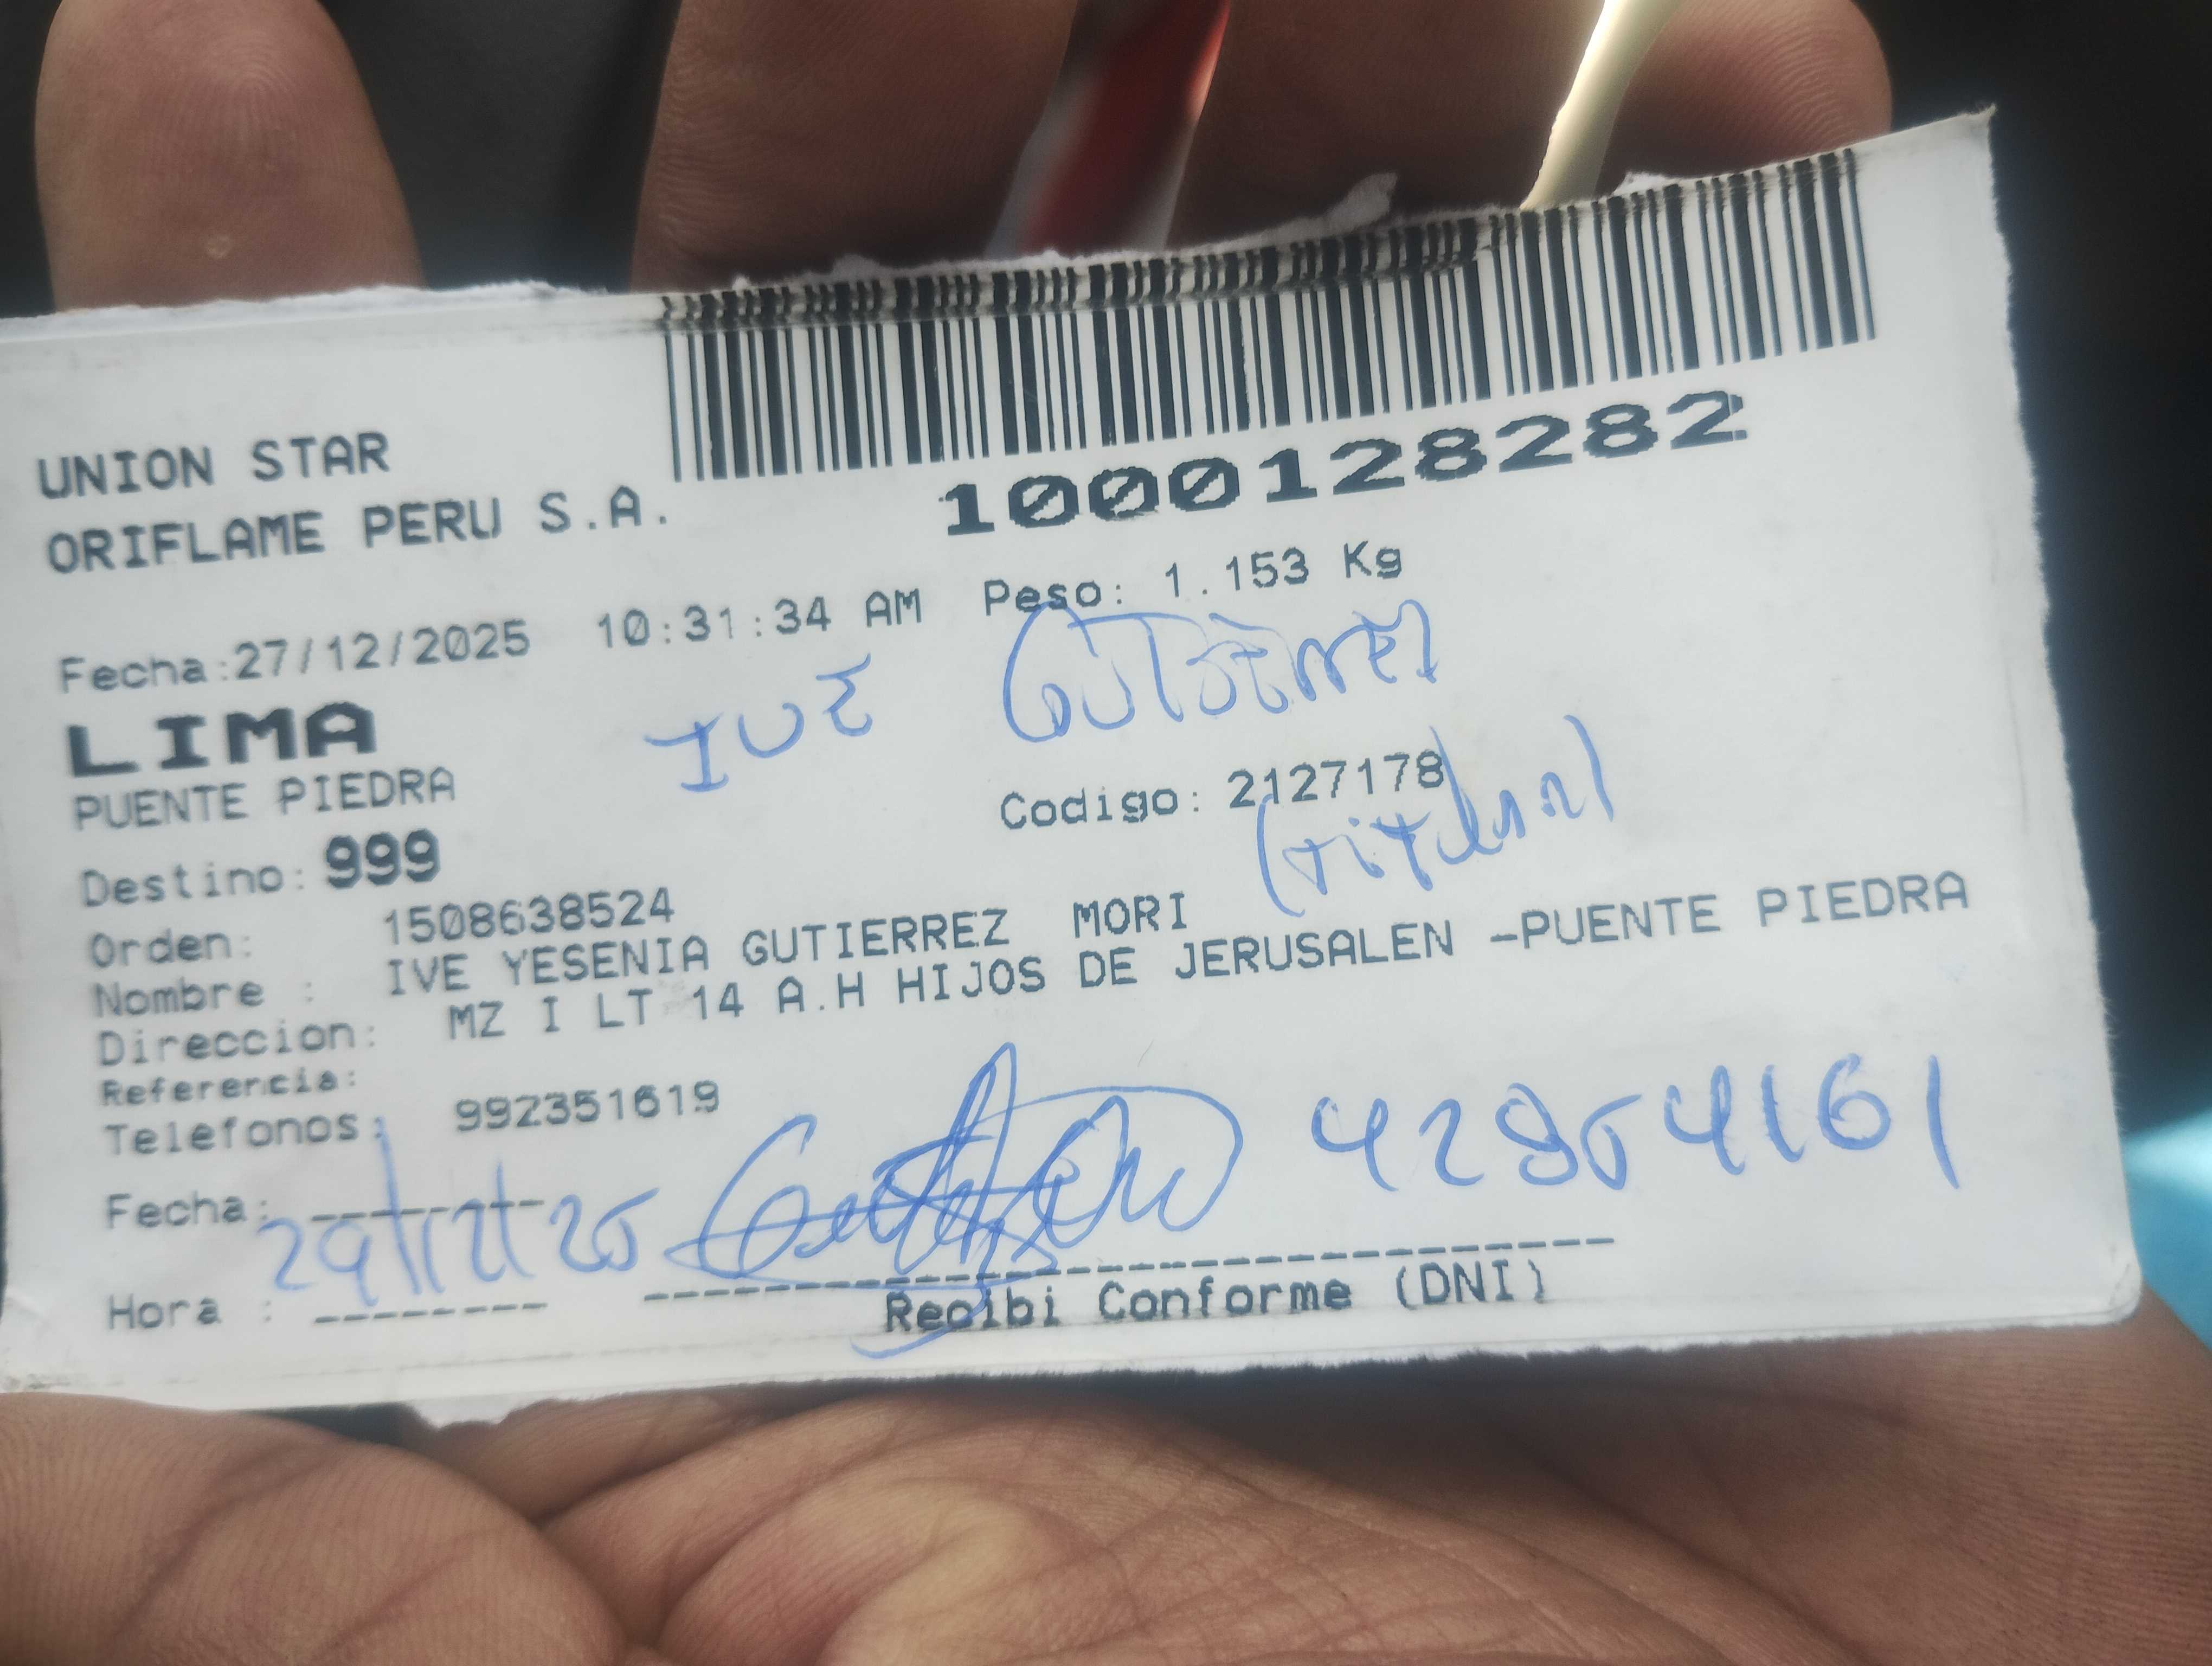 UNION STAR
ORIFLAME PERU S.A.
1000128282
Fecha:27/12/2025 10:31:34 AM Peso: 1.153 Kg
IVE GUTIERREZ
LIMA
PUENTE PIEDRA
Codigo: 2127178
(titular)
Destino: 999
Orden: 1508638524
Nombre : IVE YESENIA GUTIERREZ MORI
Direccion: MZ I LT 14 A.H HIJOS DE JERUSALEN -PUENTE PIEDRA
Referencia:
Telefonos: 992351619
Fecha: 29/12/25
42954161
Hora :
Recibi Conforme (DNI)